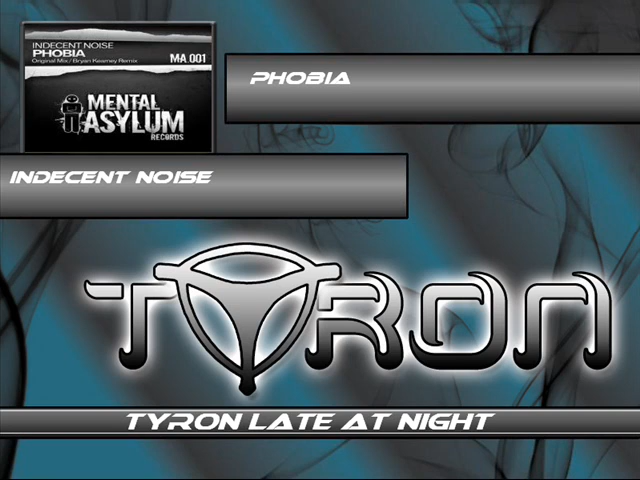 INDECENT NOISE
PHOBIA
Original Mix / Bryan Kearney Remix
MA.001
MENTAL
ASYLUM
RECORDS
PHOBIA
INDECENT NOISE
TYRON
TYRON LATE AT NIGHT